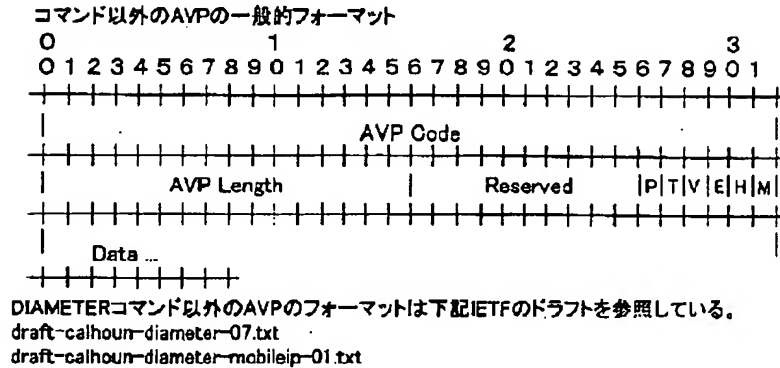 コマンド以外のAVPの一般的フォーマット
0 1 2 3
0 1 2 3 4 5 6 7 8 9 0 1 2 3 4 5 6 7 8 9 0 1 2 3 4 5 6 7 8 9 0 1
AVP Code
AVP Length Reserved |P|T|V|E|H|M|
Data ...
DIAMETERコマンド以外のAVPのフォーマットは下記IETFのドラフトを参照している。
draft-calhoun-diameter-07.txt
draft-calhoun-diameter-mobileip-01.txt